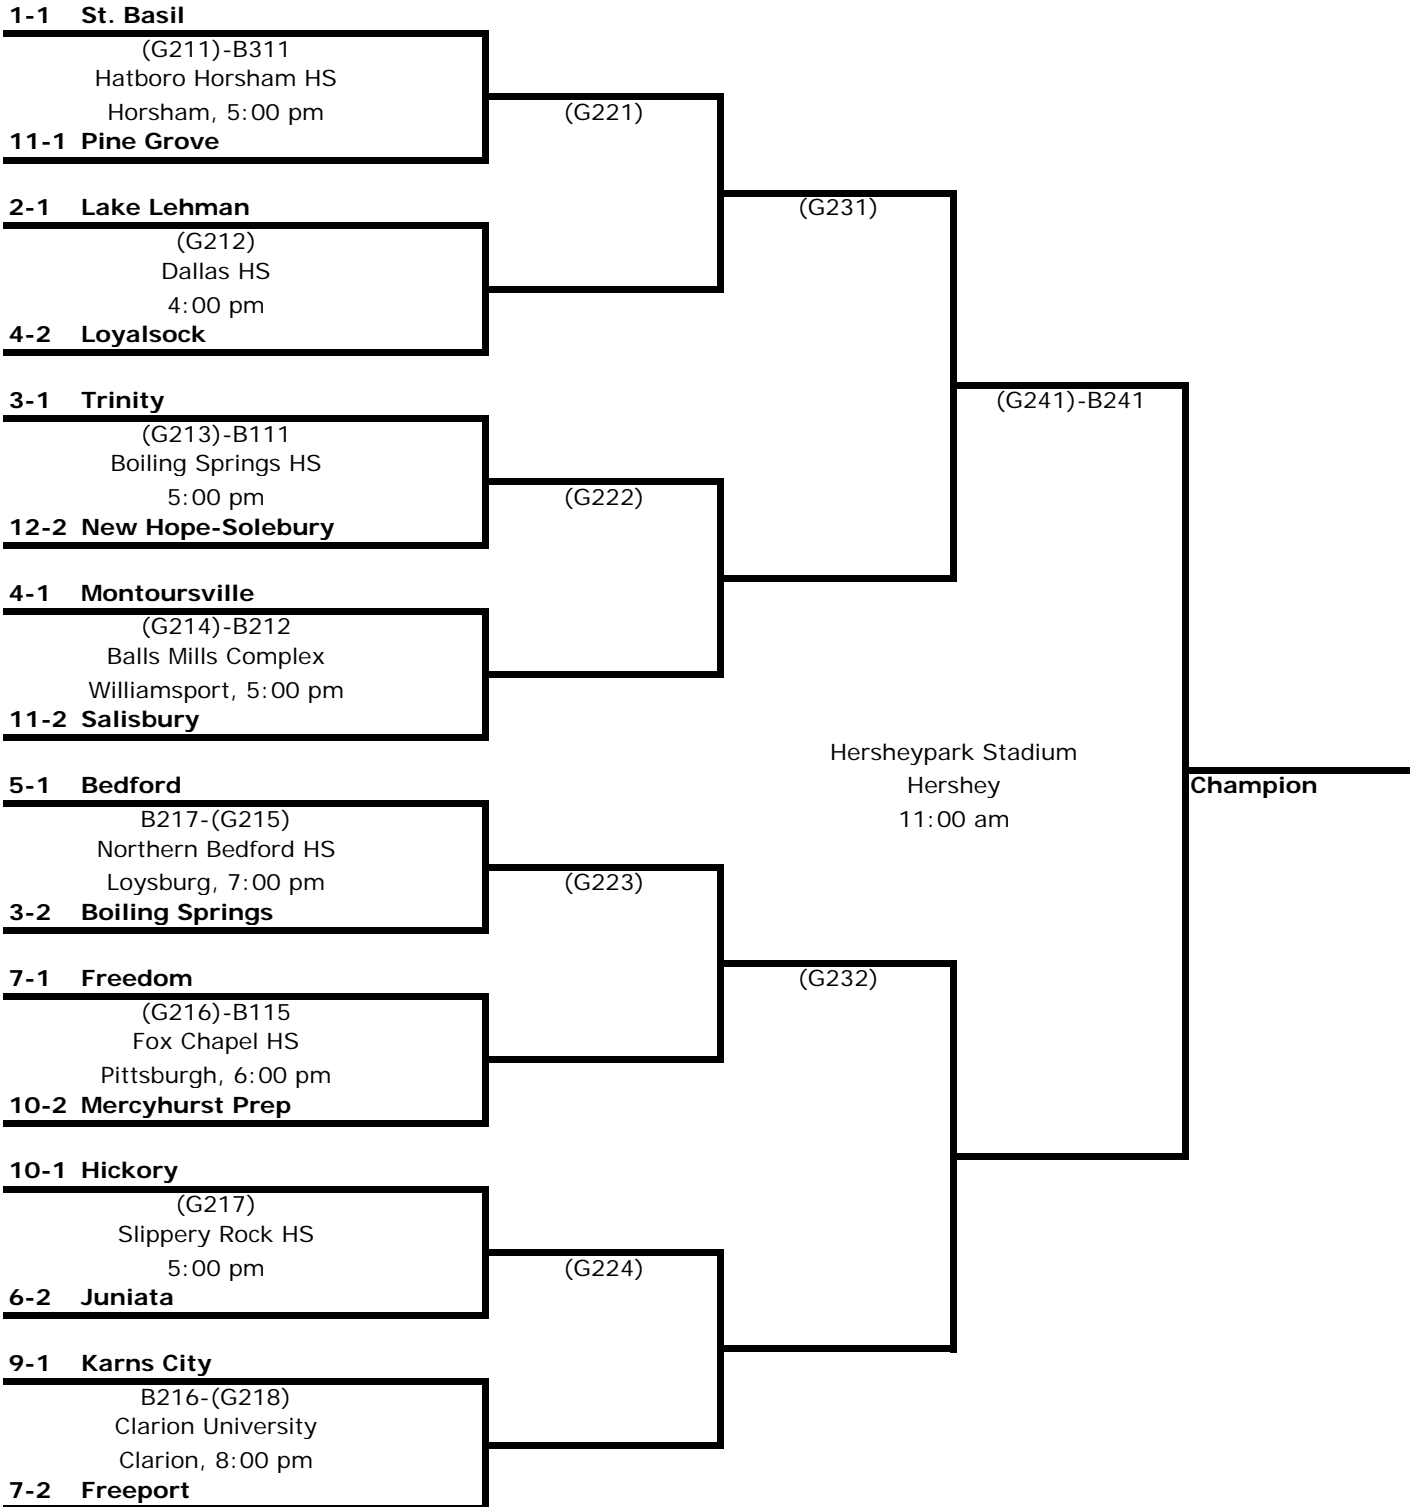 1-1 St. Basil
(G211)-B311
Hatboro Horsham HS
Horsham, 5:00 pm
(G221)
11-1 Pine Grove
2-1 Lake Lehman
(G231)
(G212)
Dallas HS
4:00 pm
4-2 Loyalsock
3-1 Trinity
(G241)-B241
(G213)-B111
Boiling Springs HS
5:00 pm
(G222)
12-2 New Hope-Solebury
4-1 Montoursville
(G214)-B212
Balls Mills Complex
Williamsport, 5:00 pm
11-2 Salisbury
Hersheypark Stadium
Hershey
11:00 am
Champion
5-1 Bedford
B217-(G215)
Northern Bedford HS
Loysburg, 7:00 pm
(G223)
3-2 Boiling Springs
7-1 Freedom
(G232)
(G216)-B115
Fox Chapel HS
Pittsburgh, 6:00 pm
10-2 Mercyhurst Prep
10-1 Hickory
(G217)
Slippery Rock HS
5:00 pm
(G224)
6-2 Juniata
9-1 Karns City
B216-(G218)
Clarion University
Clarion, 8:00 pm
7-2 Freeport